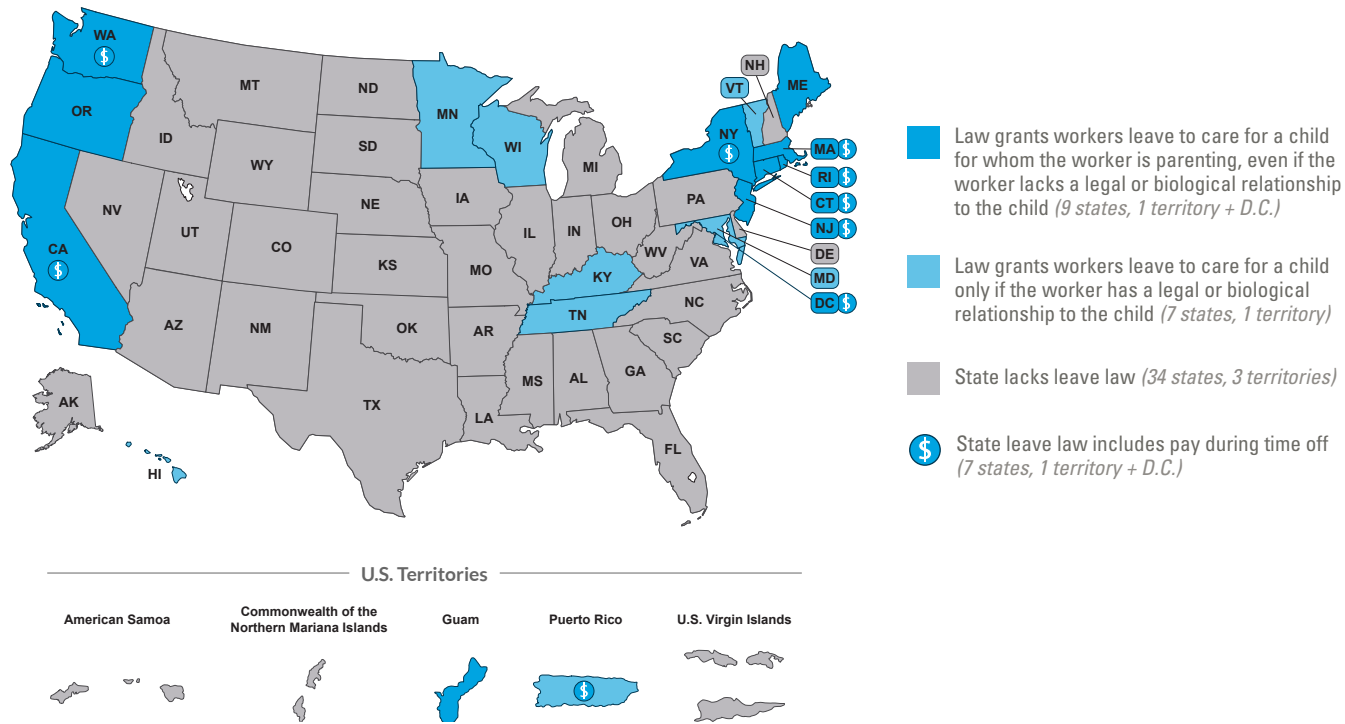 WA
$
OR
CA
$
ID
NV
MT
WY
UT
AZ
CO
NM
ND
SD
NE
KS
OK
TX
MN
IA
MO
AR
LA
WI
IL
MS
MI
IN
KY
TN
AL
OH
WV
GA
FL
PA
VA
NC
SC
NY
$
VT
NH
ME
MA $
RI $
CT $
NJ $
DE
MD
DC $
AK
HI
Law grants workers leave to care for a child
for whom the worker is parenting, even if the
worker lacks a legal or biological relationship
to the child (9 states, 1 territory + D.C.)
Law grants workers leave to care for a child
only if the worker has a legal or biological
relationship to the child (7 states, 1 territory)
State lacks leave law (34 states, 3 territories)
$ State leave law includes pay during time off
(7 states, 1 territory + D.C.)
U.S. Territories
American Samoa
Commonwealth of the
Northern Mariana Islands
Guam
Puerto Rico
$
U.S. Virgin Islands